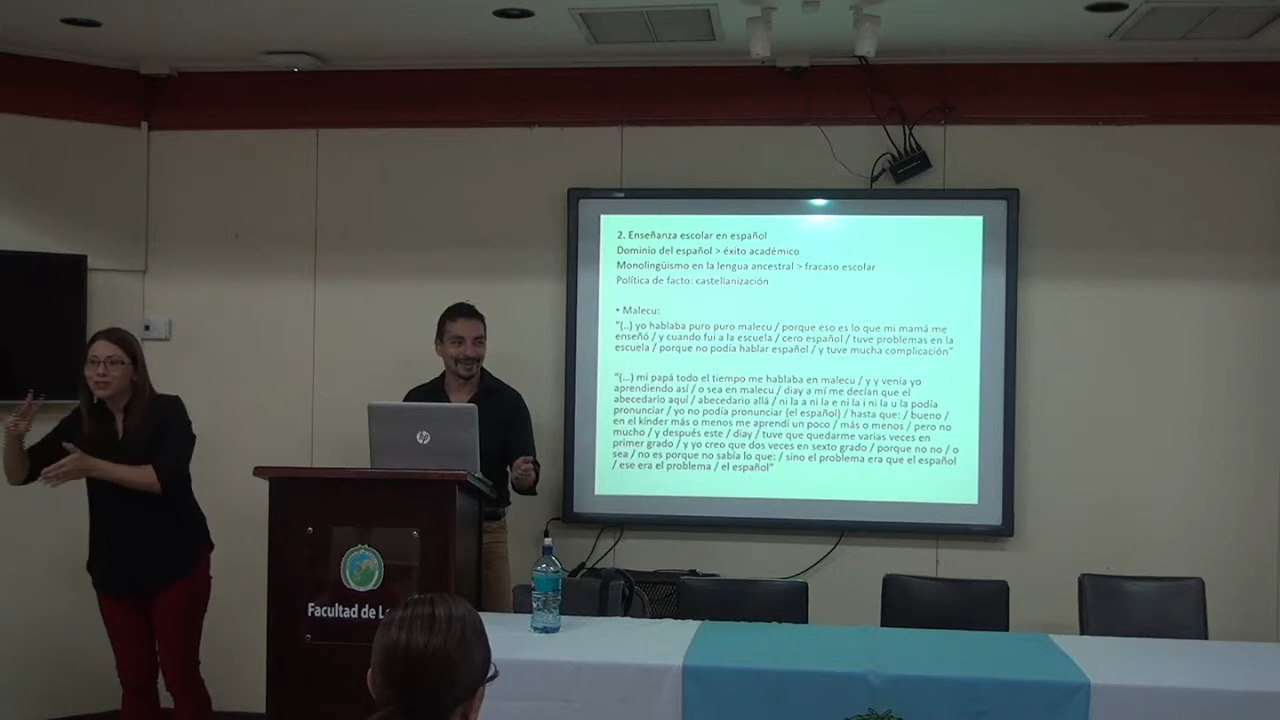 2. Enseñanza escolar en español
Dominio del español > éxito académico
Monolingüismo en la lengua ancestral > fracaso escolar
Política de facto: castellanización
• Malecu:
"(..) yo hablaba puro puro malecu / porque eso es lo que mi mamá me
enseñó / y cuando fui a la escuela / cero español / tuve problemas en la
escuela / porque no podía hablar español / y tuve mucha complicación"
"(...) mi papá todo el tiempo me hablaba en malecu / y y venía yo
aprendiendo así / o sea en malecu / diay a mí me decían que el
abecedario aquí / abecedario allá / ni la a ni la e ni la i ni la u la podía
pronunciar / yo no podía pronunciar {el español} / hasta que: / bueno /
en el kínder más o menos me aprendí un poco / más o menos / pero no
mucho / y después este / diay / tuve que quedarme varias veces en
primer grado / y yo creo que dos veces en sexto grado / porque no no / o
sea / no es porque no sabía lo que: / sino el problema era que el español
/ ese era el problema / el español"
hp
Facultad de